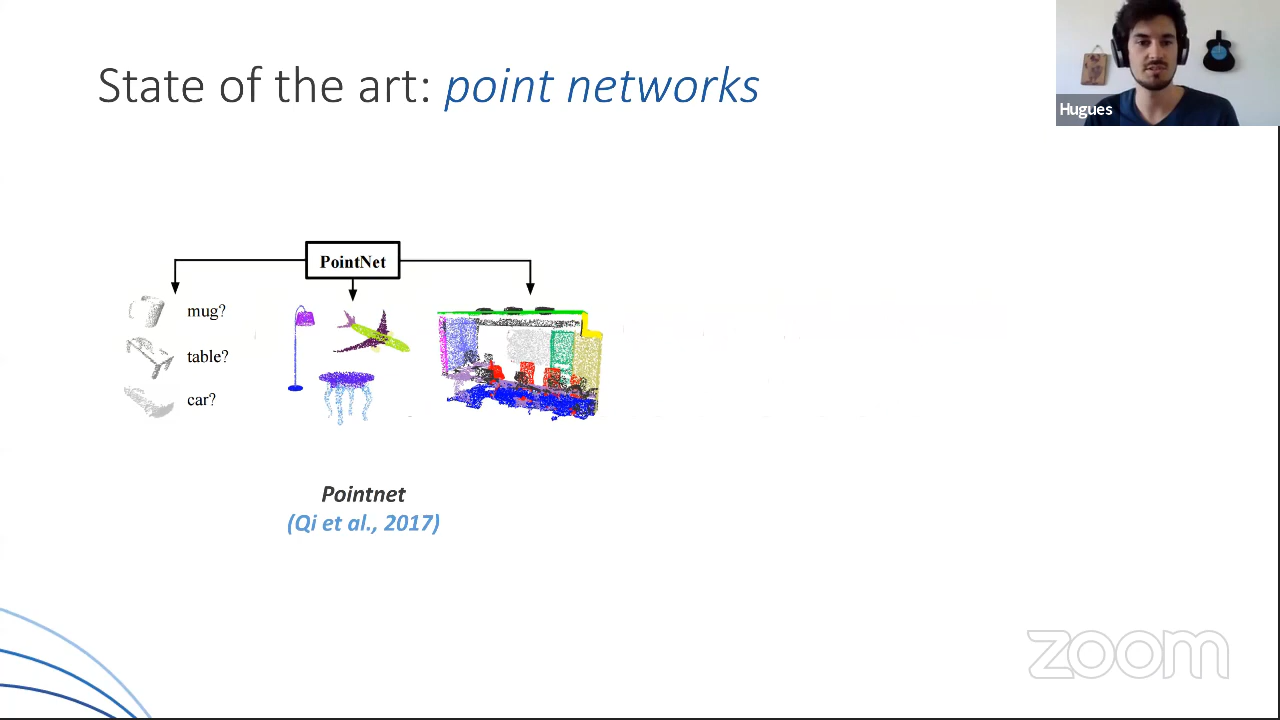 State of the art: point networks
Hugues
PointNet
mug?
table?
car?
Pointnet
(Qi et al., 2017)
zoom